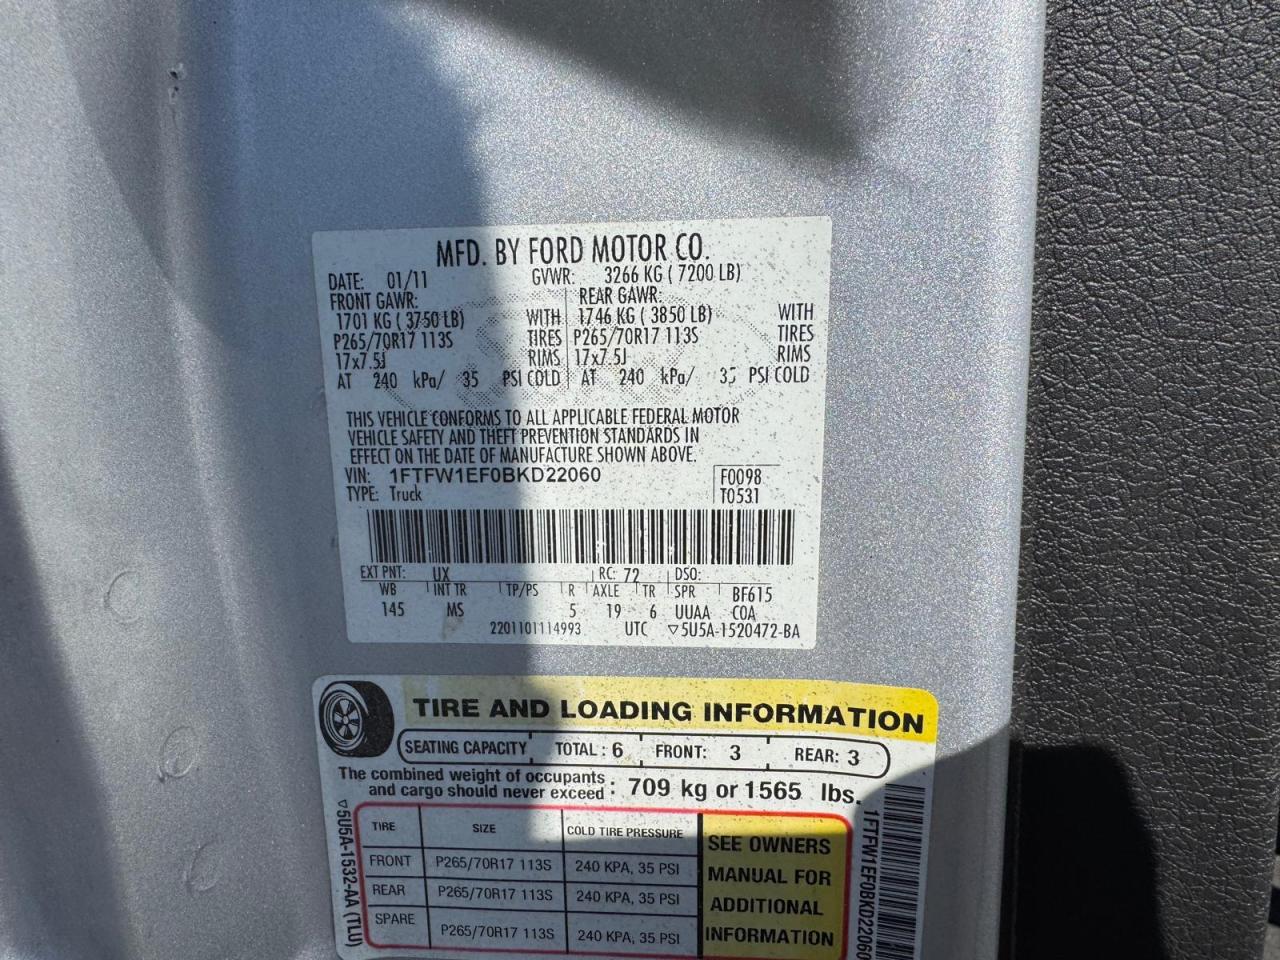 MFD. BY FORD MOTOR CO.
DATE: 01/11 GVWR: 3266 KG ( 7200 LB)
FRONT GAWR: REAR GAWR:
1701 KG ( 3750 LB) WITH 1746 KG ( 3850 LB) WITH
P265/70R17 113S TIRES P265/70R17 113S TIRES
17x7.5J RIMS 17x7.5J RIMS
AT 240 kPa/ 35 PSI COLD AT 240 kPa/ 35 PSI COLD
THIS VEHICLE CONFORMS TO ALL APPLICABLE FEDERAL MOTOR
VEHICLE SAFETY AND THEFT PREVENTION STANDARDS IN
EFFECT ON THE DATE OF MANUFACTURE SHOWN ABOVE.
VIN: 1FTFW1EF0BKD22060 F0098
TYPE: Truck T0531
EXT PNT: UX RC: 72 DSO:
WB INT TR TP/PS R AXLE TR SPR BF615
145 MS 5 19 6 UUAA COA
2201101114993 UTC ▽5U5A-1520472-BA
TIRE AND LOADING INFORMATION
SEATING CAPACITY TOTAL: 6 FRONT: 3 REAR: 3
The combined weight of occupants
and cargo should never exceed : 709 kg or 1565 lbs.
TIRE SIZE COLD TIRE PRESSURE
FRONT P265/70R17 113S 240 KPA, 35 PSI
REAR P265/70R17 113S 240 KPA, 35 PSI
SPARE P265/70R17 113S 240 KPA, 35 PSI
SEE OWNERS
MANUAL FOR
ADDITIONAL
INFORMATION
▽5U5A-1532-AA (TLU)
1FTFW1EF0BKD22060